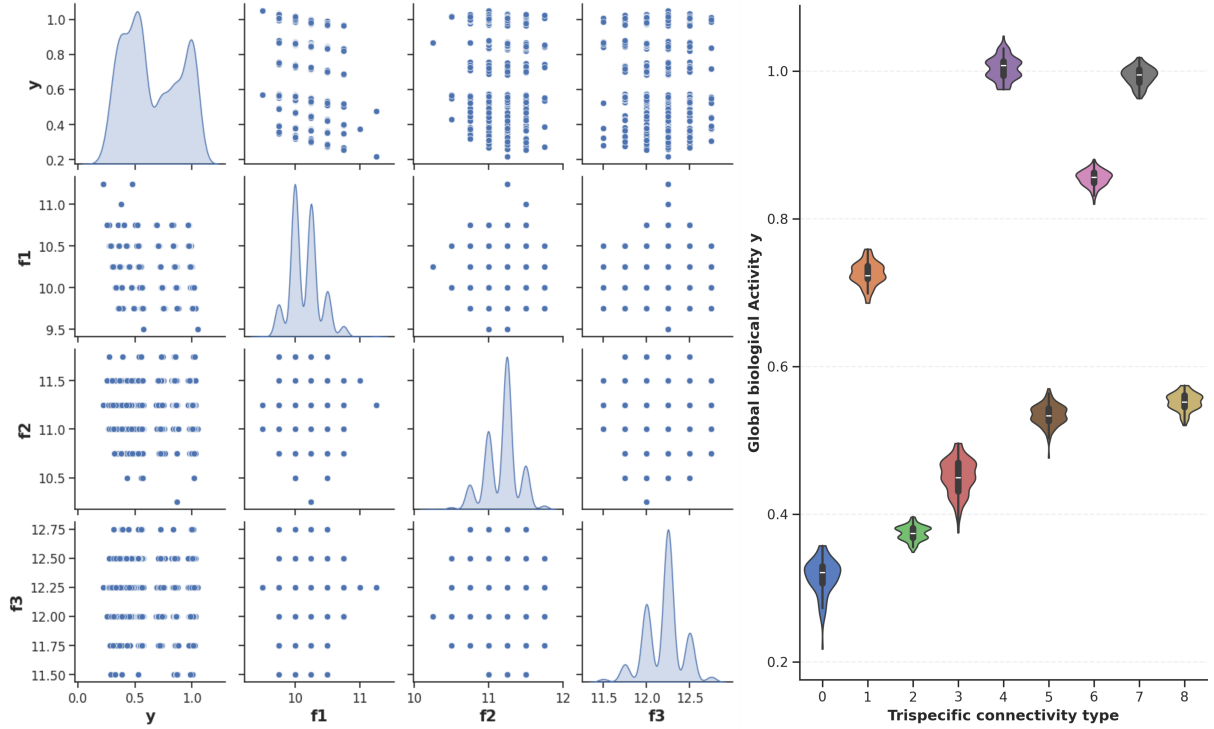 1.0
0.8
0.6
0.4
0.2
y
11.0
10.5
10.0
9.5
f1
11.5
11.0
10.5
f2
12.75
12.50
12.25
12.00
11.75
11.50
f3
0.0 0.5 1.0
y
10 11
f1
10 11 12
f2
11.5 12.0 12.5
f3
1.0
0.8
0.6
0.4
0.2
Global biological Activity y
0 1 2 3 4 5 6 7 8
Trispecific connectivity type